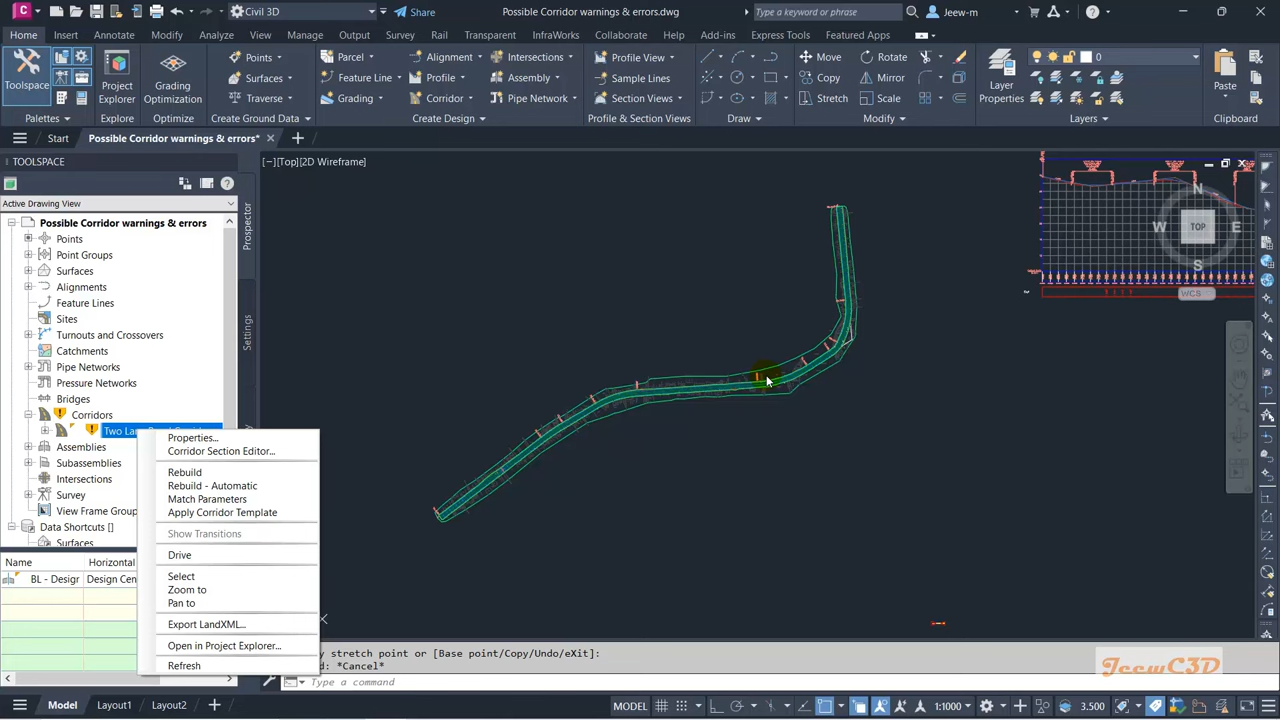 Civil 3D
Share
Possible Corridor warnings & errors.dwg
Type a keyword or phrase
Jeew-m
Home
Insert
Annotate
Modify
Analyze
View
Manage
Output
Survey
Rail
Transparent
InfraWorks
Collaborate
Help
Add-ins
Express Tools
Featured Apps
Toolspace
Project
Explorer
Grading
Optimization
Points
Surfaces
Traverse
Parcel
Feature Line
Grading
Alignment
Profile
Corridor
Intersections
Assembly
Pipe Network
Profile View
Sample Lines
Section Views
Move
Copy
Stretch
Rotate
Mirror
Scale
Layer
Properties
0
Paste
Palettes
Explore
Optimize
Create Ground Data
Create Design
Profile & Section Views
Draw
Modify
Layers
Clipboard
Start
Possible Corridor warnings & errors*
TOOLSPACE
[−][Top][2D Wireframe]
Active Drawing View
Prospector
Settings
Possible Corridor warnings & errors
Points
Point Groups
Surfaces
Alignments
Feature Lines
Sites
Turnouts and Crossovers
Catchments
Pipe Networks
Pressure Networks
Bridges
Corridors
Assemblies
Subassemblies
Intersections
Survey
View Frame Group
Data Shortcuts []
Surfaces
Name
Horizontal
BL - Desigr
Design Cen
Properties...
Corridor Section Editor...
Rebuild
Rebuild - Automatic
Match Parameters
Apply Corridor Template
Show Transitions
Drive
Select
Zoom to
Pan to
Export LandXML...
Open in Project Explorer...
Refresh
N
W
TOP
E
S
WCS
y stretch point or [Base point/Copy/Undo/eXit]:
d: *Cancel*
Type a command
JeewC3D
Model
Layout1
Layout2
MODEL
1:1000
3.500